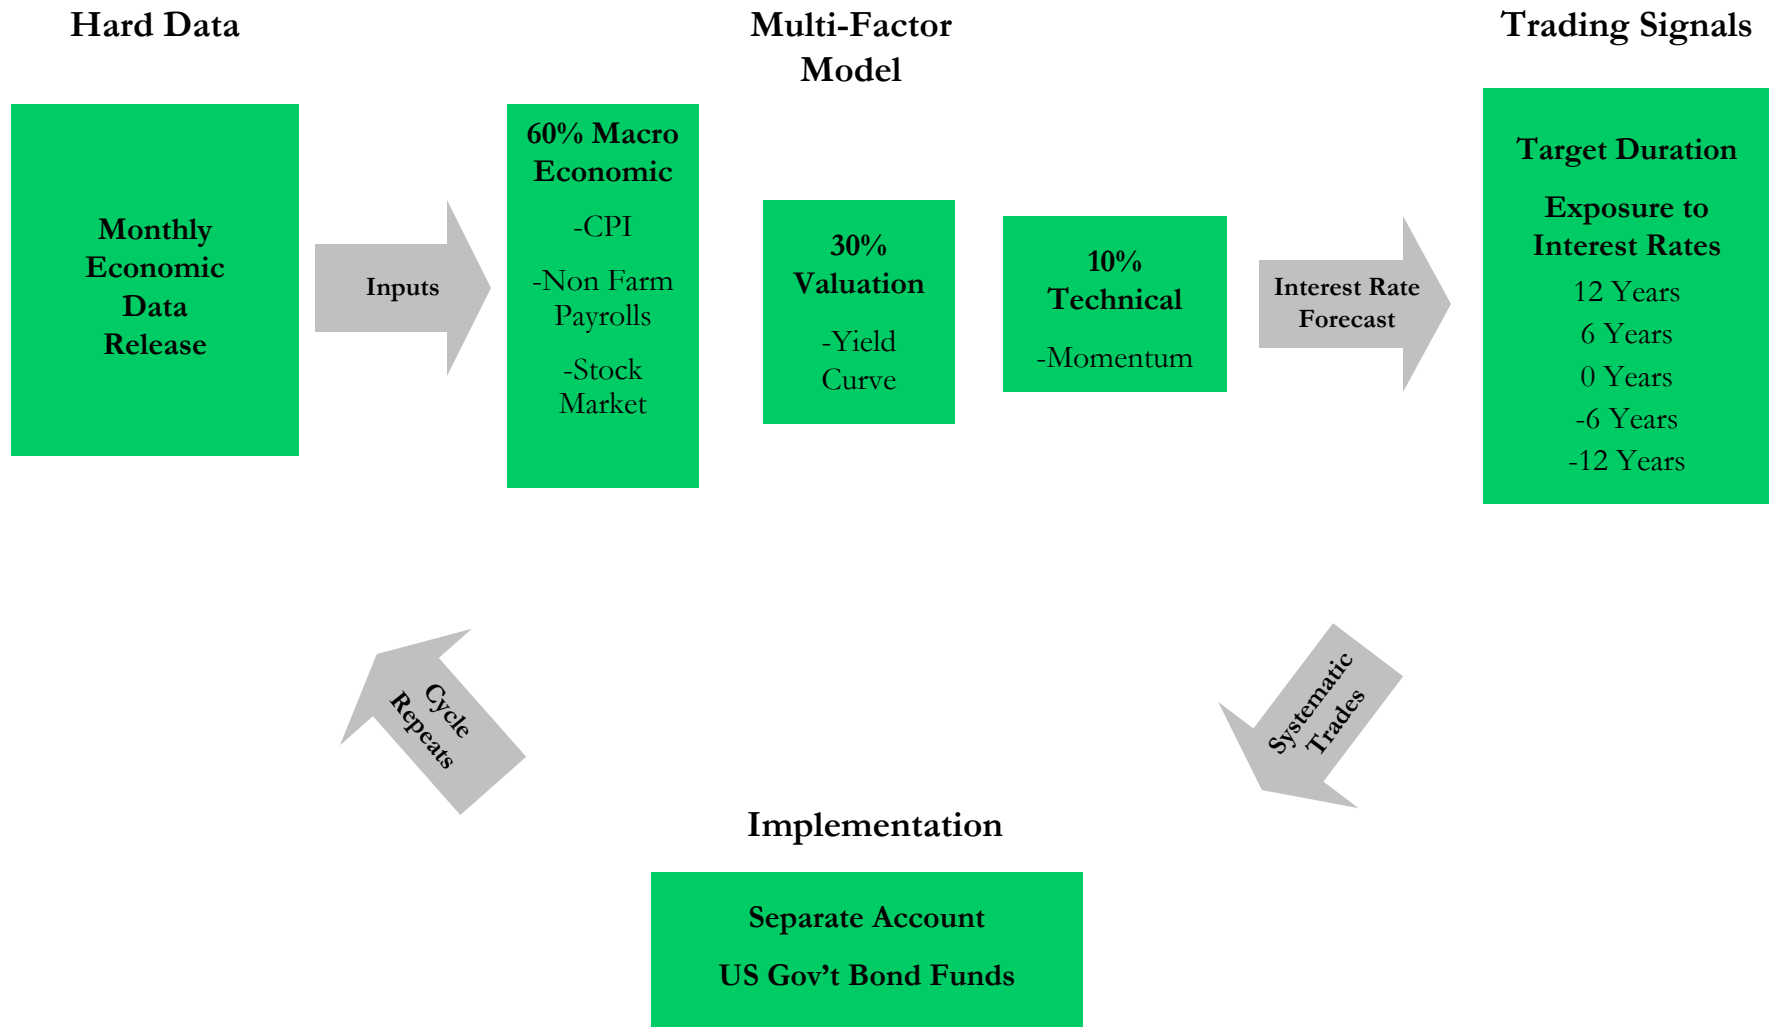 Hard Data
Multi-Factor
Model
Trading Signals
Monthly
Economic
Data
Release
Inputs
60% Macro
Economic
-CPI
-Non Farm
Payrolls
-Stock
Market
30%
Valuation
-Yield
Curve
10%
Technical
-Momentum
Interest Rate
Forecast
Target Duration
Exposure to
Interest Rates
12 Years
6 Years
0 Years
-6 Years
-12 Years
Systematic
Trades
Implementation
Separate Account
US Gov’t Bond Funds
Cycle
Repeats